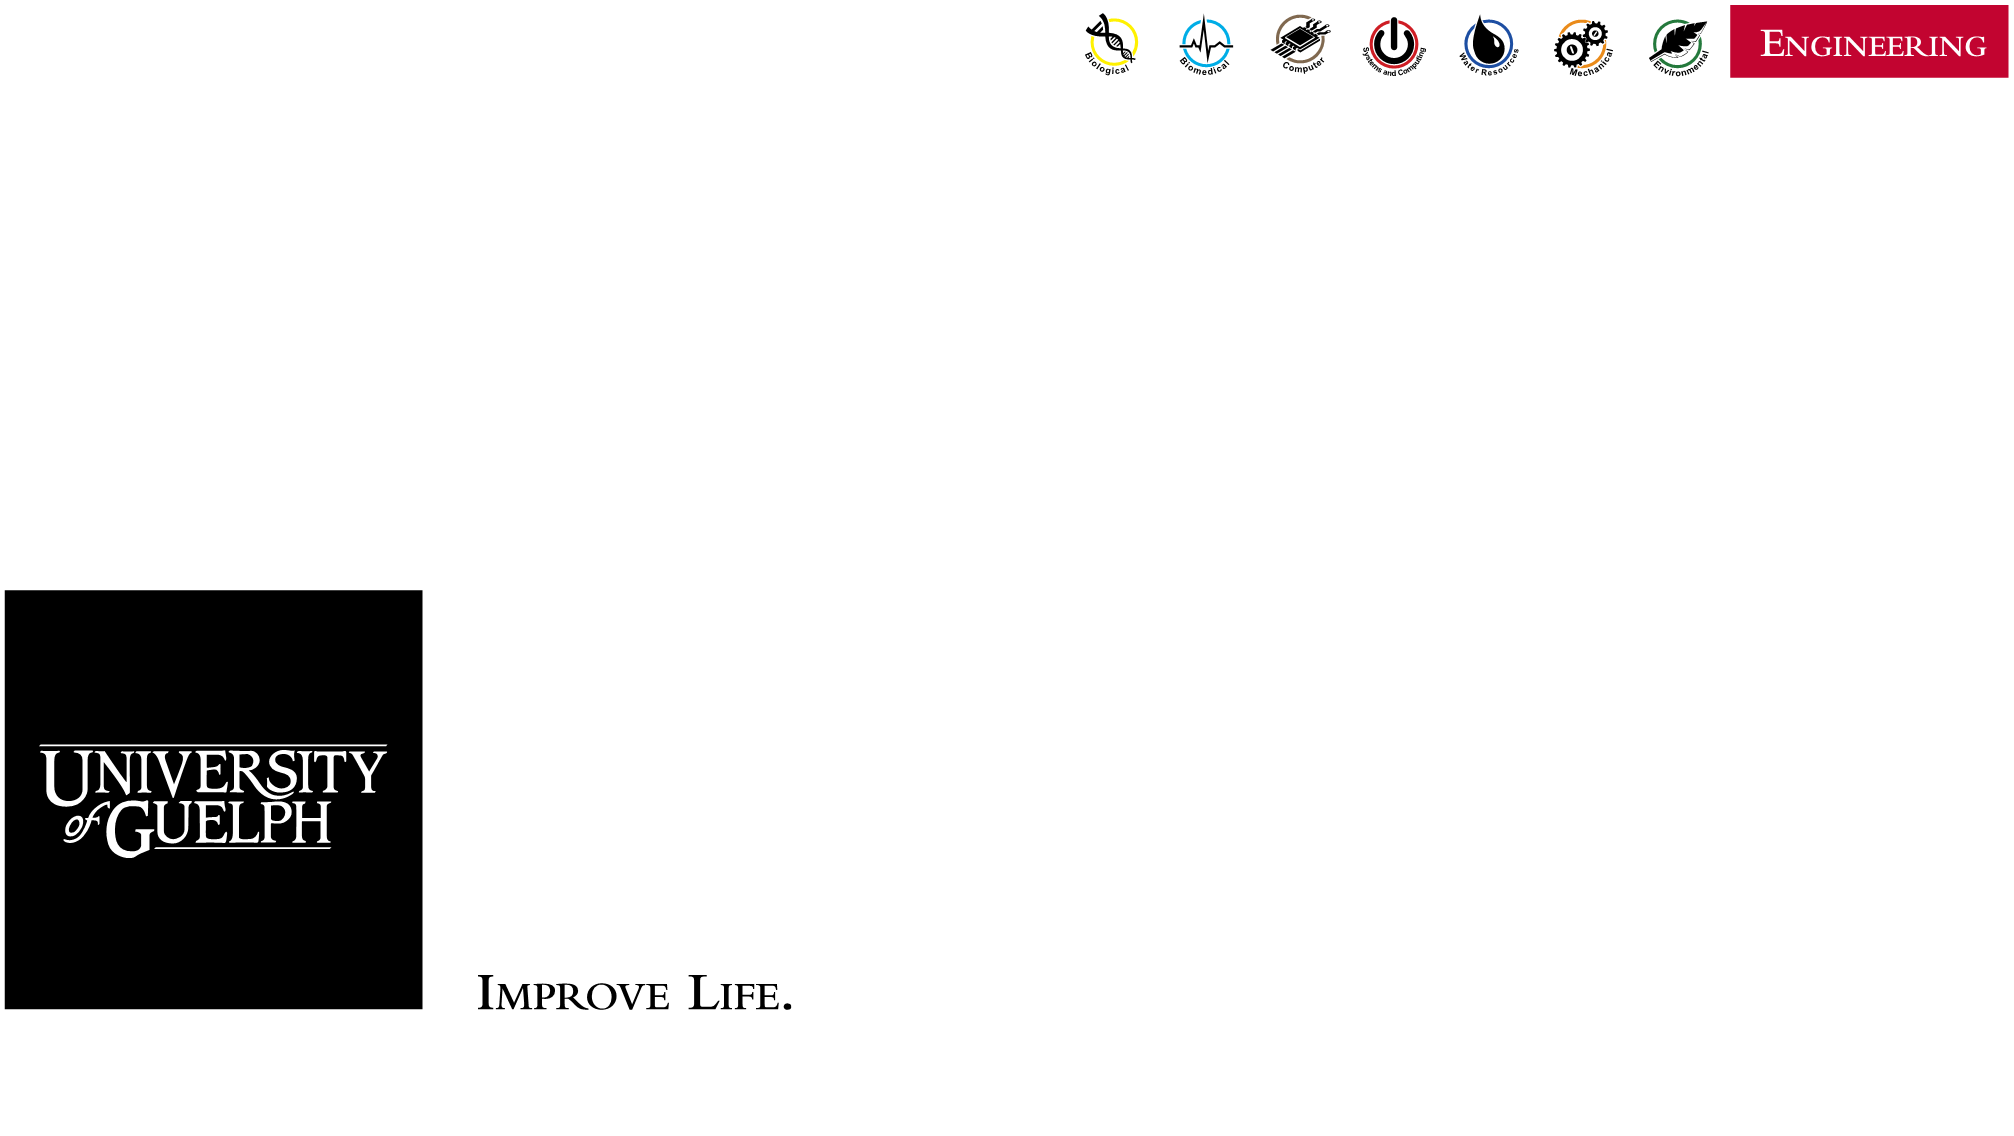 Biological
Biomedical
Computer
Systems and Computing
Water Resources
Mechanical
Environmental
ENGINEERING
UNIVERSITY
of GUELPH
IMPROVE LIFE.